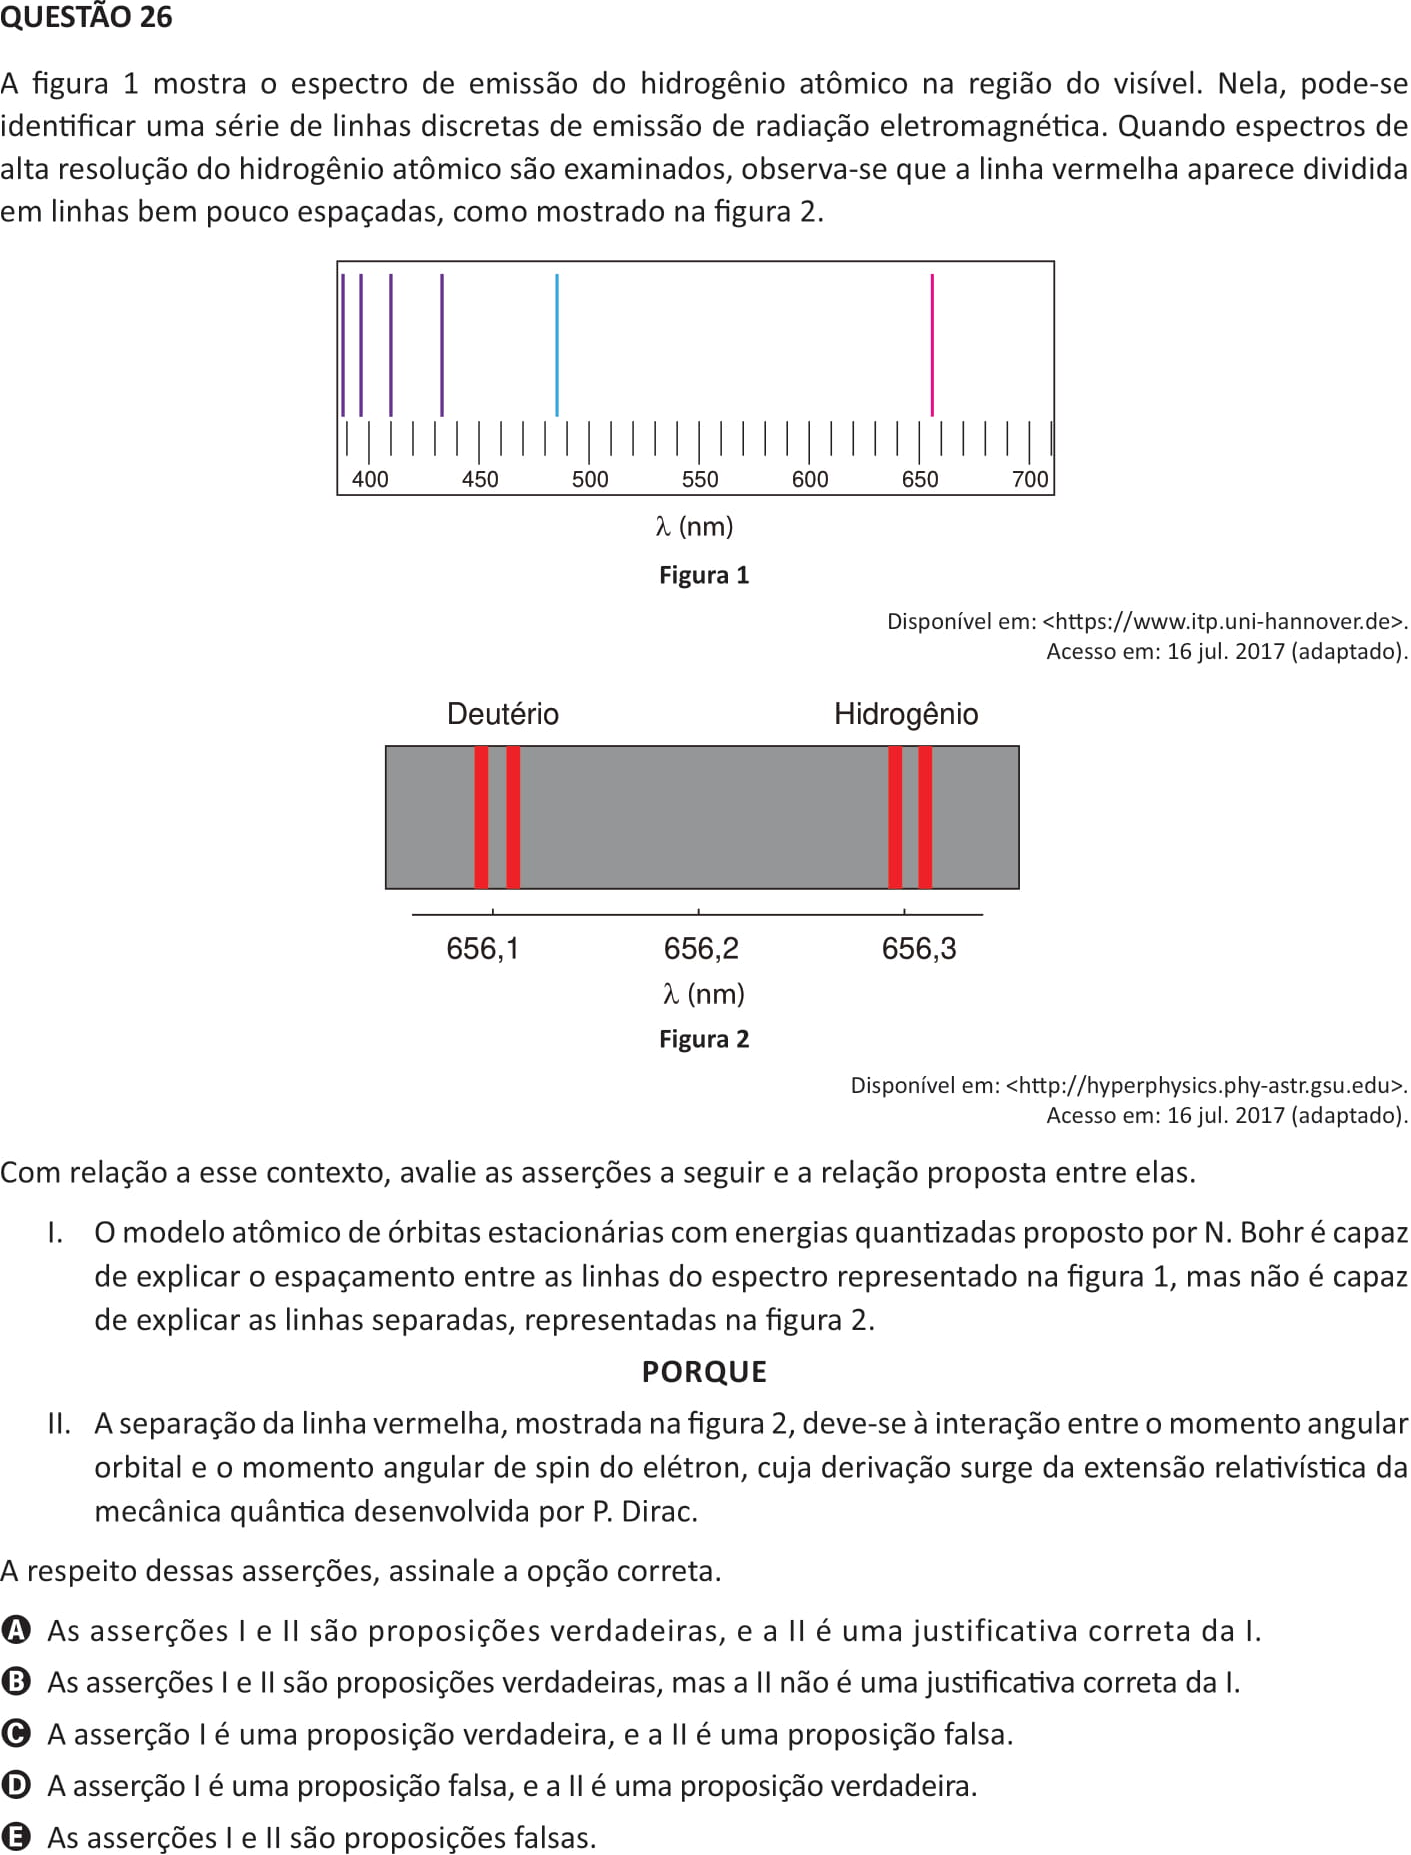 QUESTÃO 26
A figura 1 mostra o espectro de emissão do hidrogênio atômico na região do visível. Nela, pode-se
identificar uma série de linhas discretas de emissão de radiação eletromagnética. Quando espectros de
alta resolução do hidrogênio atômico são examinados, observa-se que a linha vermelha aparece dividida
em linhas bem pouco espaçadas, como mostrado na figura 2.
400 450 500 550 600 650 700
λ (nm)
Figura 1
Disponível em: <https://www.itp.uni-hannover.de>.
Acesso em: 16 jul. 2017 (adaptado).
Deutério Hidrogênio
656,1 656,2 656,3
λ (nm)
Figura 2
Disponível em: <http://hyperphysics.phy-astr.gsu.edu>.
Acesso em: 16 jul. 2017 (adaptado).
Com relação a esse contexto, avalie as asserções a seguir e a relação proposta entre elas.
I. O modelo atômico de órbitas estacionárias com energias quantizadas proposto por N. Bohr é capaz
de explicar o espaçamento entre as linhas do espectro representado na figura 1, mas não é capaz
de explicar as linhas separadas, representadas na figura 2.
PORQUE
II. A separação da linha vermelha, mostrada na figura 2, deve-se à interação entre o momento angular
orbital e o momento angular de spin do elétron, cuja derivação surge da extensão relativística da
mecânica quântica desenvolvida por P. Dirac.
A respeito dessas asserções, assinale a opção correta.
A As asserções I e II são proposições verdadeiras, e a II é uma justificativa correta da I.
B As asserções I e II são proposições verdadeiras, mas a II não é uma justificativa correta da I.
C A asserção I é uma proposição verdadeira, e a II é uma proposição falsa.
D A asserção I é uma proposição falsa, e a II é uma proposição verdadeira.
E As asserções I e II são proposições falsas.